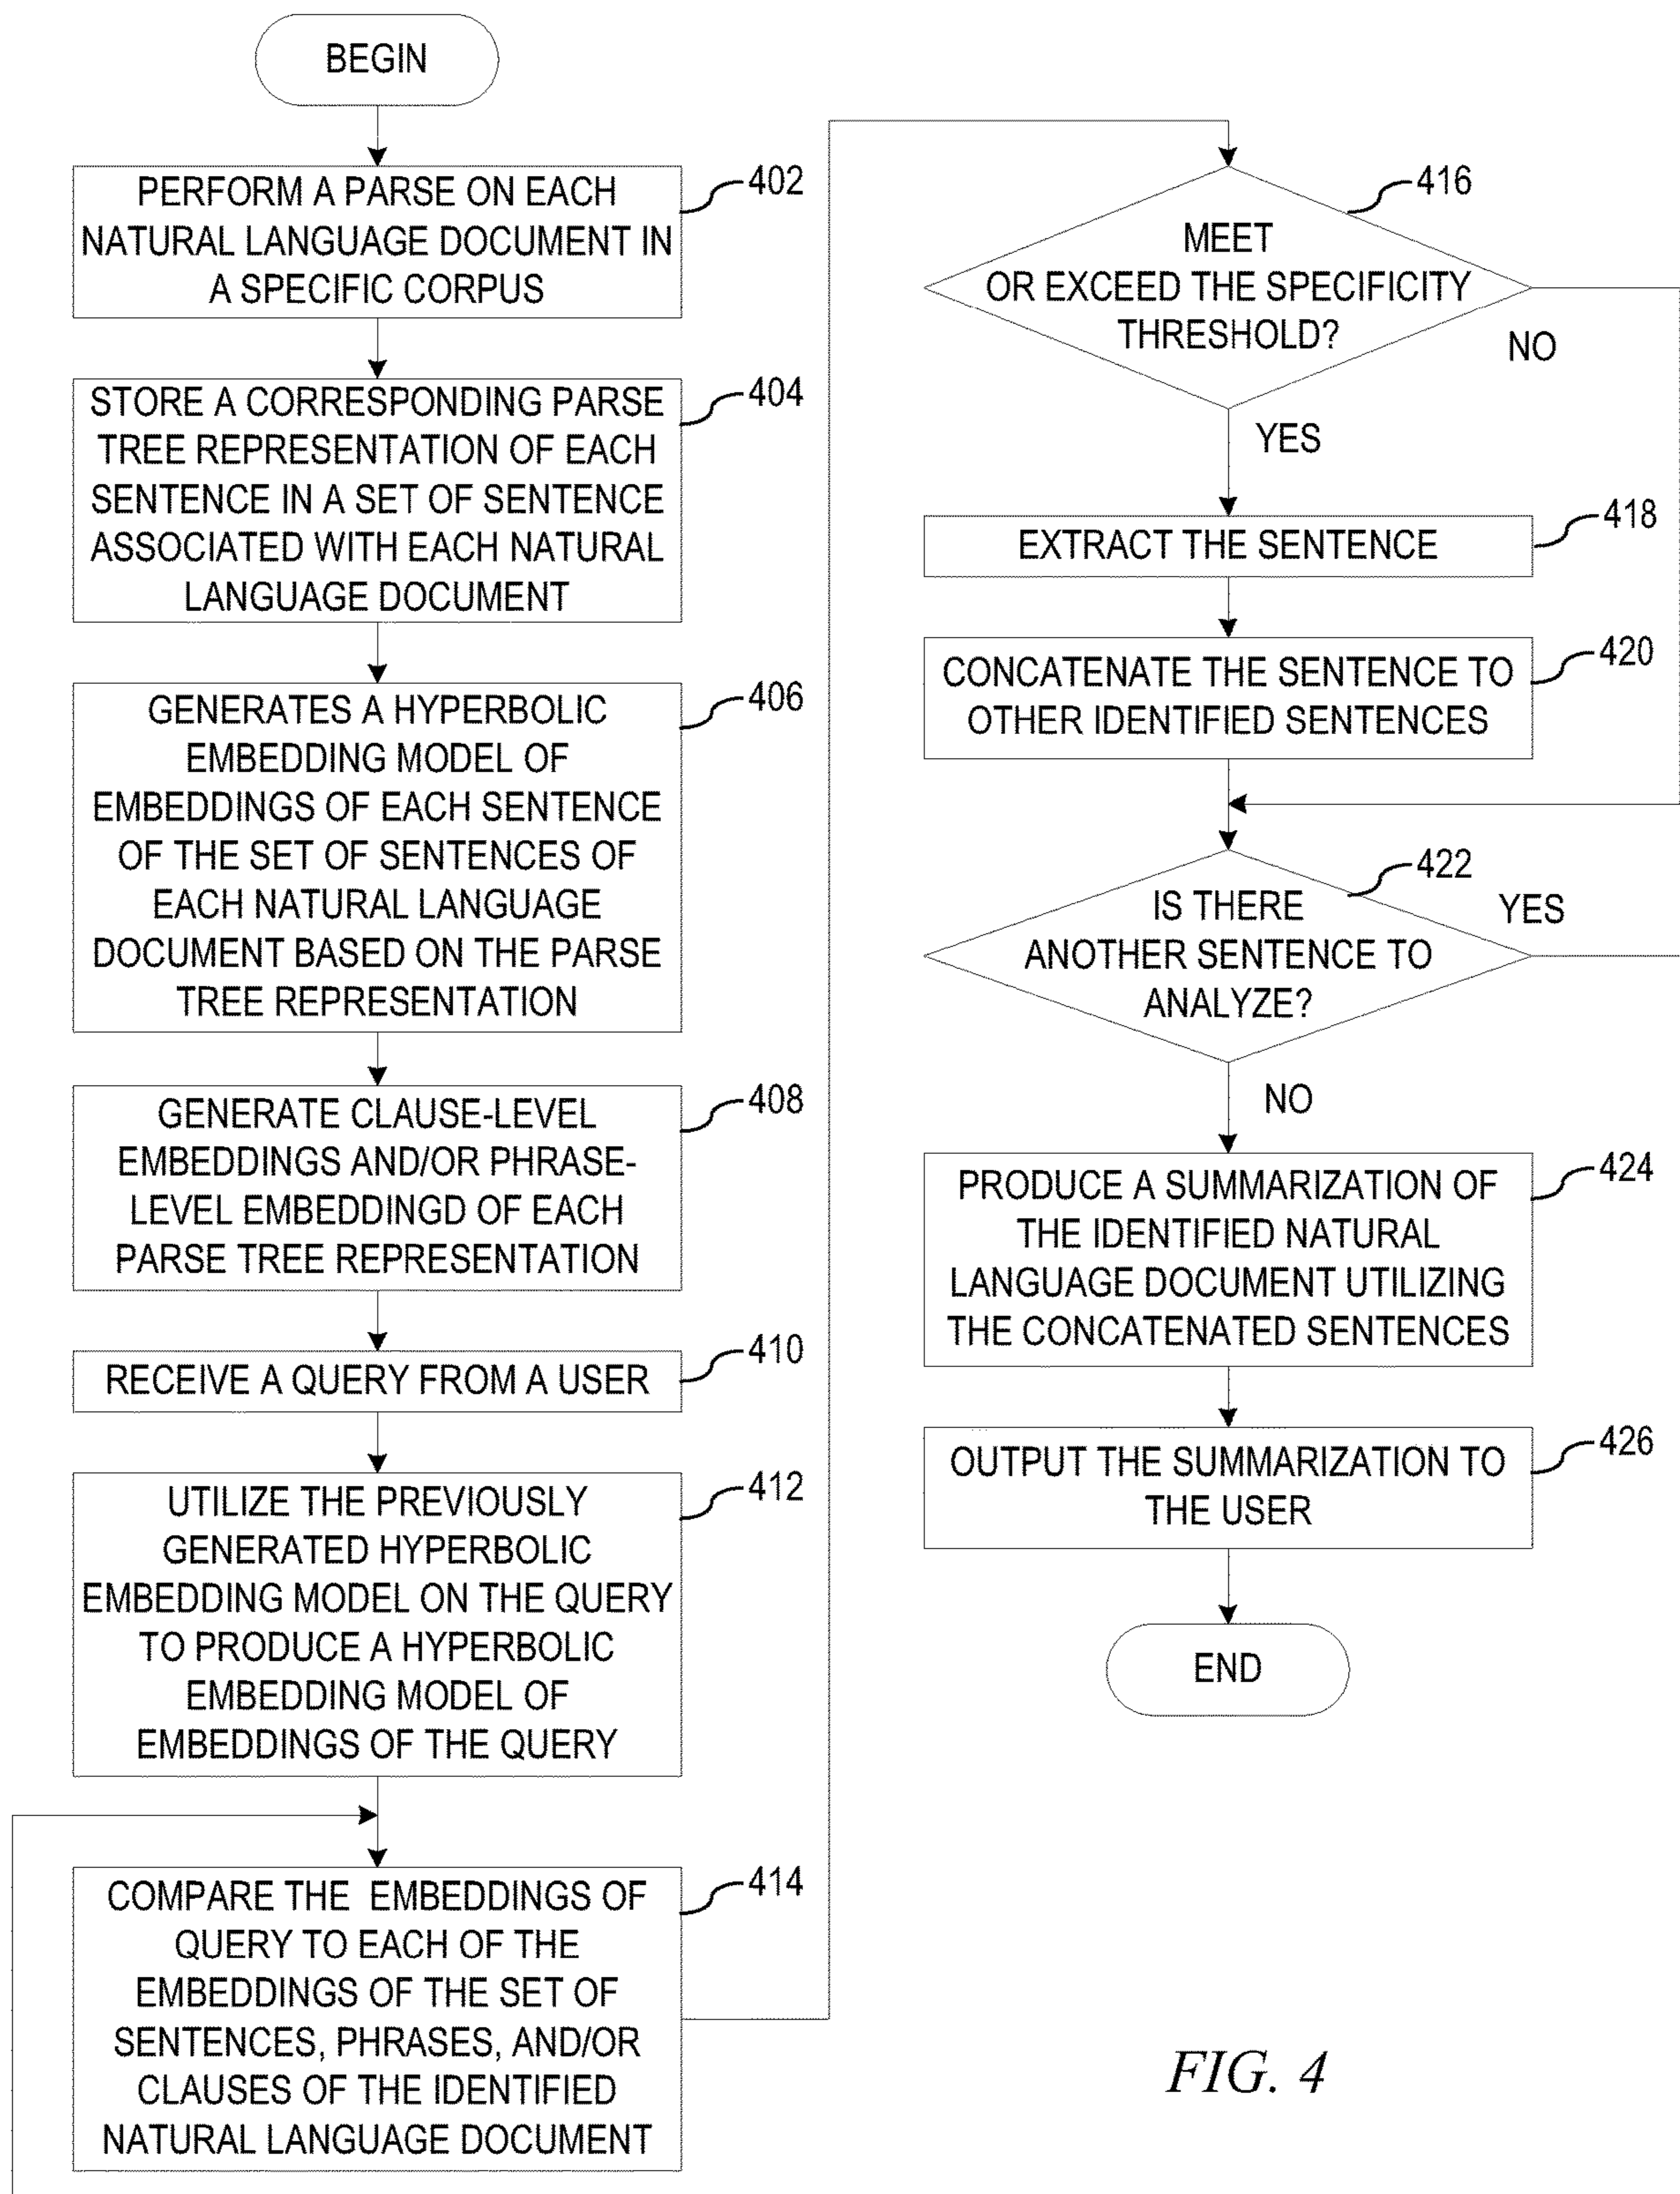 BEGIN
PERFORM A PARSE ON EACH
NATURAL LANGUAGE DOCUMENT IN
A SPECIFIC CORPUS
402
STORE A CORRESPONDING PARSE
TREE REPRESENTATION OF EACH
SENTENCE IN A SET OF SENTENCE
ASSOCIATED WITH EACH NATURAL
LANGUAGE DOCUMENT
404
GENERATES A HYPERBOLIC
EMBEDDING MODEL OF
EMBEDDINGS OF EACH SENTENCE
OF THE SET OF SENTENCES OF
EACH NATURAL LANGUAGE
DOCUMENT BASED ON THE PARSE
TREE REPRESENTATION
406
GENERATE CLAUSE-LEVEL
EMBEDDINGS AND/OR PHRASE-
LEVEL EMBEDDINGD OF EACH
PARSE TREE REPRESENTATION
408
RECEIVE A QUERY FROM A USER
410
UTILIZE THE PREVIOUSLY
GENERATED HYPERBOLIC
EMBEDDING MODEL ON THE QUERY
TO PRODUCE A HYPERBOLIC
EMBEDDING MODEL OF
EMBEDDINGS OF THE QUERY
412
COMPARE THE EMBEDDINGS OF
QUERY TO EACH OF THE
EMBEDDINGS OF THE SET OF
SENTENCES, PHRASES, AND/OR
CLAUSES OF THE IDENTIFIED
NATURAL LANGUAGE DOCUMENT
414
MEET
OR EXCEED THE SPECIFICITY
THRESHOLD?
416
NO
YES
EXTRACT THE SENTENCE
418
CONCATENATE THE SENTENCE TO
OTHER IDENTIFIED SENTENCES
420
IS THERE
ANOTHER SENTENCE TO
ANALYZE?
422
YES
NO
PRODUCE A SUMMARIZATION OF
THE IDENTIFIED NATURAL
LANGUAGE DOCUMENT UTILIZING
THE CONCATENATED SENTENCES
424
OUTPUT THE SUMMARIZATION TO
THE USER
426
END
FIG. 4